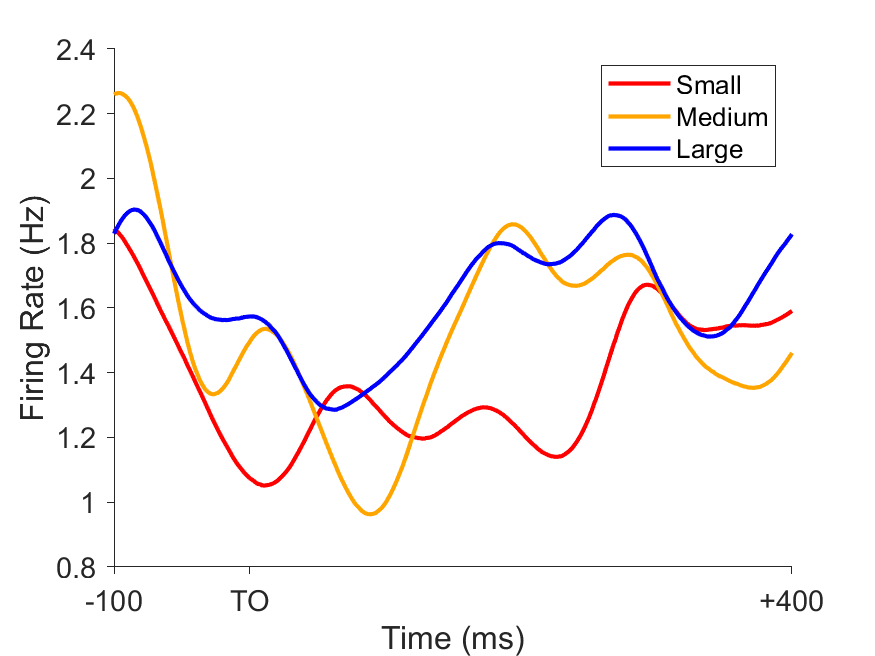 2.4
2.2
2
1.8
1.6
1.4
1.2
1
0.8
Firing Rate (Hz)
Small
Medium
Large
-100 TO +400
Time (ms)